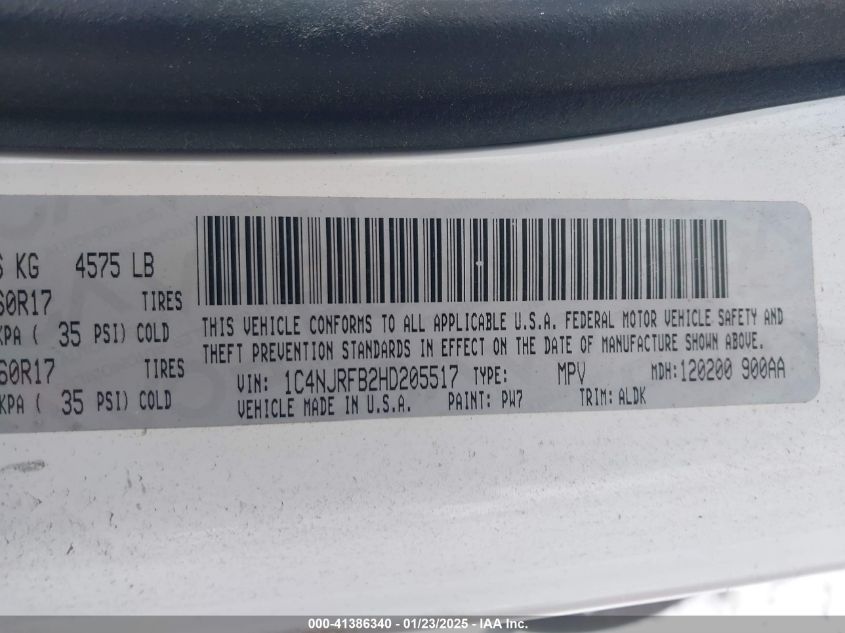 S KG 4575 LB
60R17 TIRES
KPA ( 35 PSI) COLD
60R17 TIRES
KPA ( 35 PSI) COLD
THIS VEHICLE CONFORMS TO ALL APPLICABLE U.S.A. FEDERAL MOTOR VEHICLE SAFETY AND
THEFT PREVENTION STANDARDS IN EFFECT ON THE DATE OF MANUFACTURE SHOWN ABOVE.
VIN: 1C4NJRFB2HD205517 TYPE: MPV MDH:120200 900AA
VEHICLE MADE IN U.S.A. PAINT: PW7 TRIM: ALDK
000-41386340 - 01/23/2025 - IAA Inc.